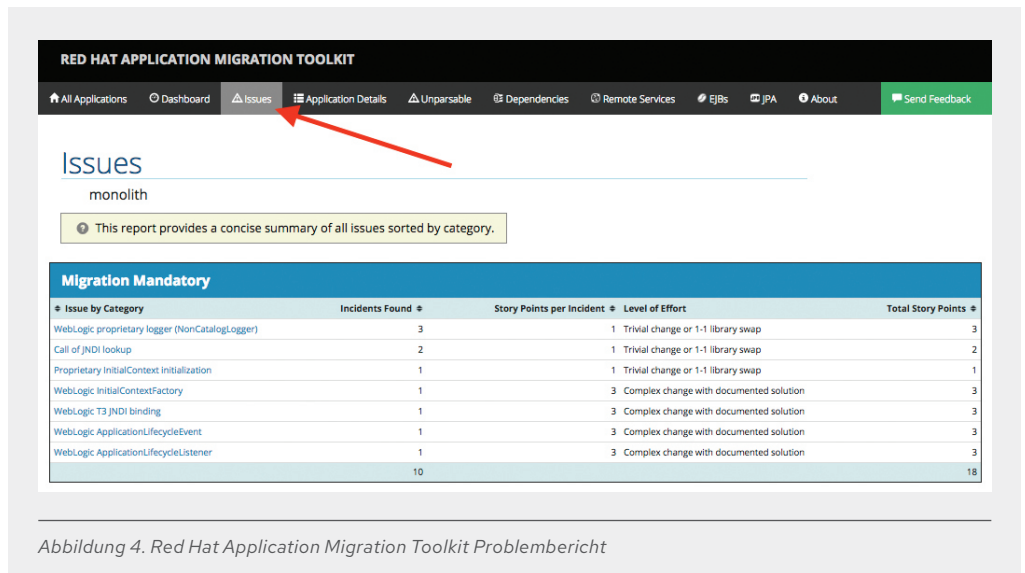 RED HAT APPLICATION MIGRATION TOOLKIT
All Applications Dashboard Issues Application Details Unparsable Dependencies Remote Services EJBs JPA About Send Feedback
Issues
monolith
This report provides a concise summary of all issues sorted by category.
Migration Mandatory
Issue by Category Incidents Found Story Points per Incident Level of Effort Total Story Points
WebLogic proprietary logger (NonCatalogLogger) 3 1 Trivial change or 1-1 library swap 3
Call of JNDI lookup 2 1 Trivial change or 1-1 library swap 2
Proprietary InitialContext initialization 1 1 Trivial change or 1-1 library swap 1
WebLogic InitialContextFactory 1 3 Complex change with documented solution 3
WebLogic T3 JNDI binding 1 3 Complex change with documented solution 3
WebLogic ApplicationLifecycleEvent 1 3 Complex change with documented solution 3
WebLogic ApplicationLifecycleListener 1 3 Complex change with documented solution 3
10 18
Abbildung 4. Red Hat Application Migration Toolkit Problembericht